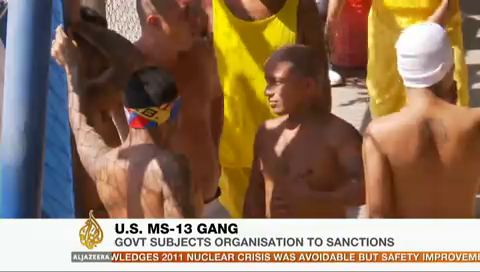 U.S. MS-13 GANG
GOVT SUBJECTS ORGANISATION TO SANCTIONS
ALJAZEERA
WLEDGES 2011 NUCLEAR CRISIS WAS AVOIDABLE BUT SAFETY IMPROVEM